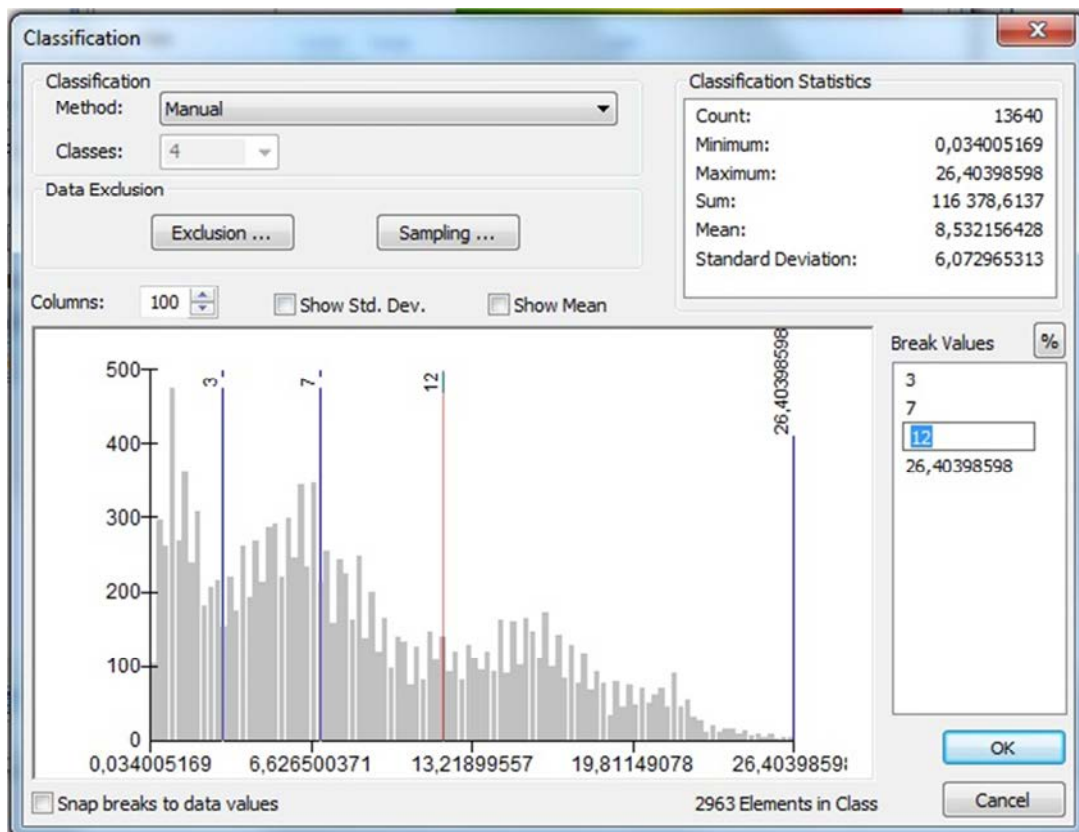 Classification
Classification
Method: Manual
Classes: 4
Data Exclusion
Exclusion ...
Sampling ...
Classification Statistics
Count: 13640
Minimum: 0,034005169
Maximum: 26,40398598
Sum: 116 378,6137
Mean: 8,532156428
Standard Deviation: 6,072965313
Columns: 100
Show Std. Dev.
Show Mean
Break Values
%
3
7
12
26,40398598
500
400
300
200
100
0
3
7
12
26,40398598
0,034005169
6,626500371
13,21899557
19,81149078
26,4039859
Snap breaks to data values
2963 Elements in Class
OK
Cancel